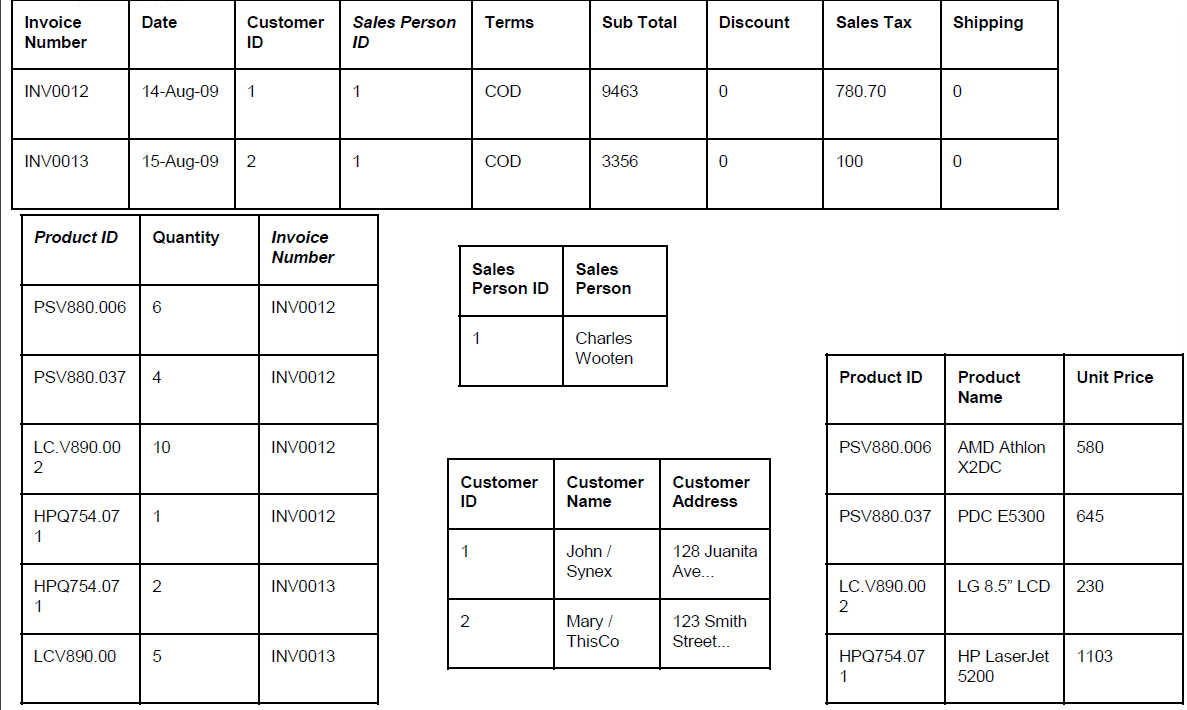 Invoice Number Date Customer ID Sales Person ID Terms Sub Total Discount Sales Tax Shipping
INV0012 14-Aug-09 1 1 COD 9463 0 780.70 0
INV0013 15-Aug-09 2 1 COD 3356 0 100 0
Product ID Quantity Invoice Number
PSV880.006 6 INV0012
PSV880.037 4 INV0012
LC.V890.002 10 INV0012
HPQ754.071 1 INV0012
HPQ754.071 2 INV0013
LCV890.00 5 INV0013
Sales Person ID Sales Person
1 Charles Wooten
Customer ID Customer Name Customer Address
1 John / Synex 128 Juanita Ave...
2 Mary / ThisCo 123 Smith Street...
Product ID Product Name Unit Price
PSV880.006 AMD Athlon X2DC 580
PSV880.037 PDC E5300 645
LC.V890.002 LG 8.5” LCD 230
HPQ754.071 HP LaserJet 5200 1103